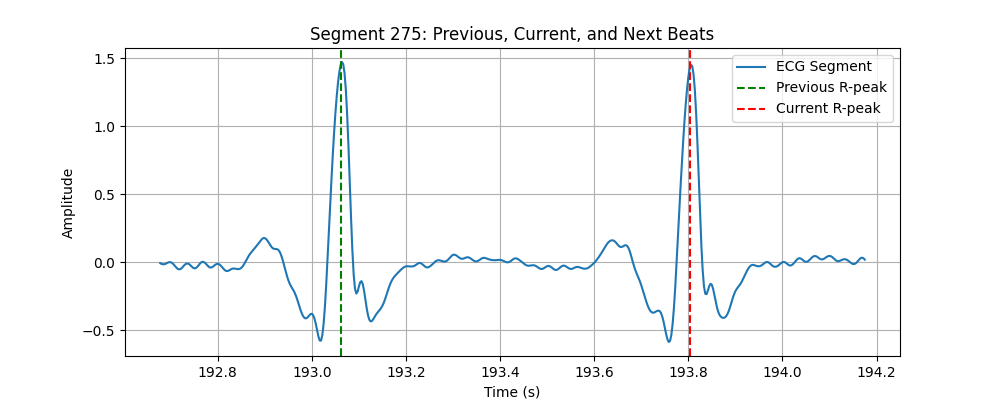 Segment 275: Previous, Current, and Next Beats
1.5
1.0
0.5
0.0
−0.5
Amplitude
ECG Segment
Previous R-peak
Current R-peak
192.8 193.0 193.2 193.4 193.6 193.8 194.0 194.2
Time (s)